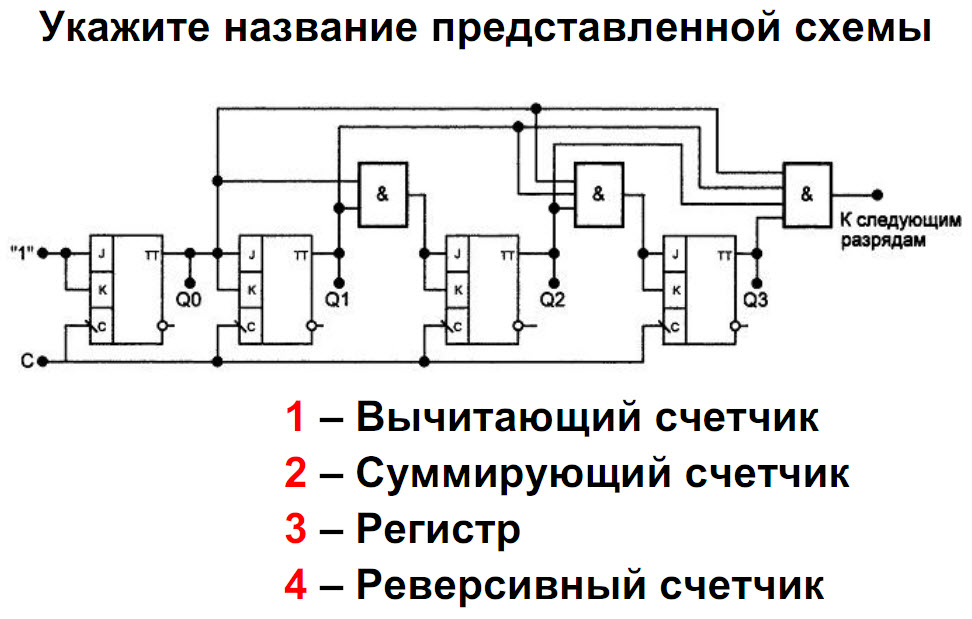 Укажите название представленной схемы
& & &
К следующим
разрядам
"1" J TT J TT J TT J TT
K Q0 K Q1 K Q2 K Q3
C C C C
C
1 – Вычитающий счетчик
2 – Суммирующий счетчик
3 – Регистр
4 – Реверсивный счетчик